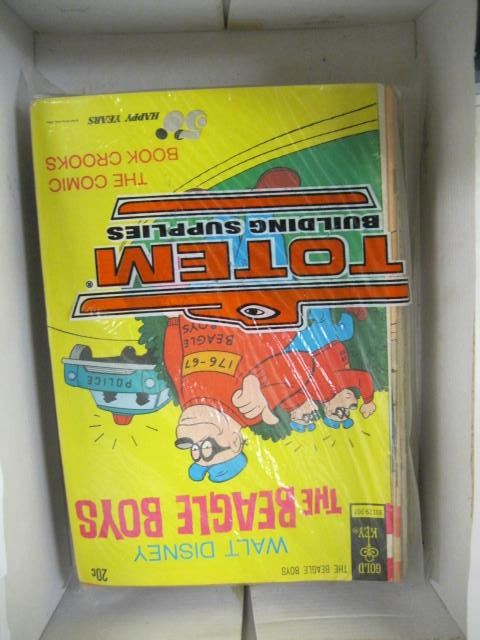 THE BEAGLE BOYS
20¢
GOLD
KEY®
WALT DISNEY
THE BEAGLE BOYS
176-67
BEAGLE
BOYS
POLICE
TOTEM®
BUILDING SUPPLIES
THE COMIC
BOOK CROOKS
50
HAPPY YEARS